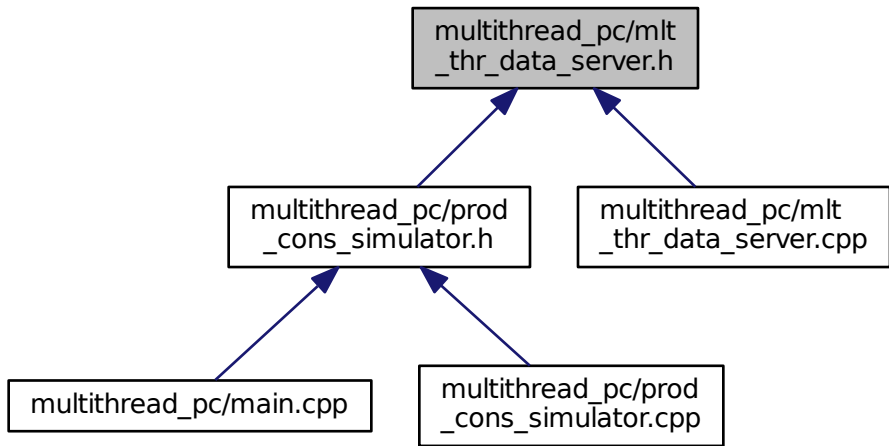 multithread_pc/mlt
_thr_data_server.h
multithread_pc/prod
_cons_simulator.h
multithread_pc/mlt
_thr_data_server.cpp
multithread_pc/main.cpp
multithread_pc/prod
_cons_simulator.cpp